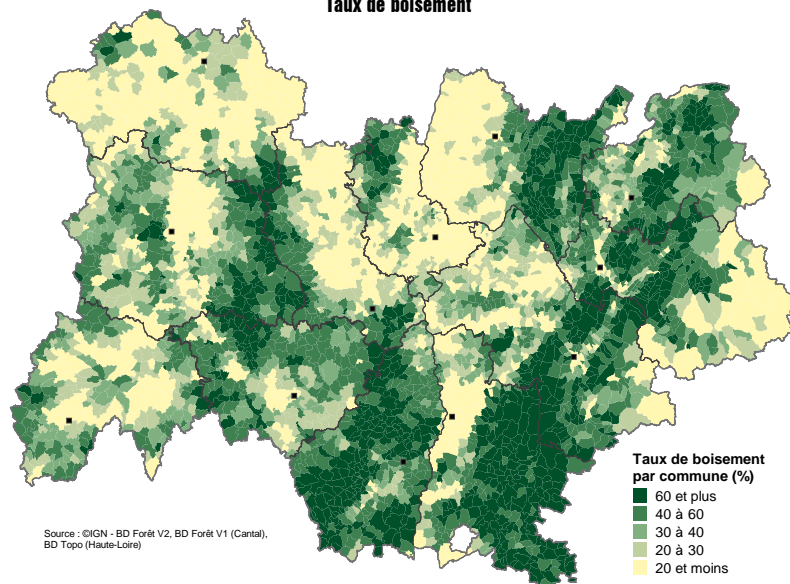 Taux de boisement
Taux de boisement
par commune (%)
60 et plus
40 à 60
30 à 40
20 à 30
20 et moins
Source : ©IGN - BD Forêt V2, BD Forêt V1 (Cantal),
BD Topo (Haute-Loire)